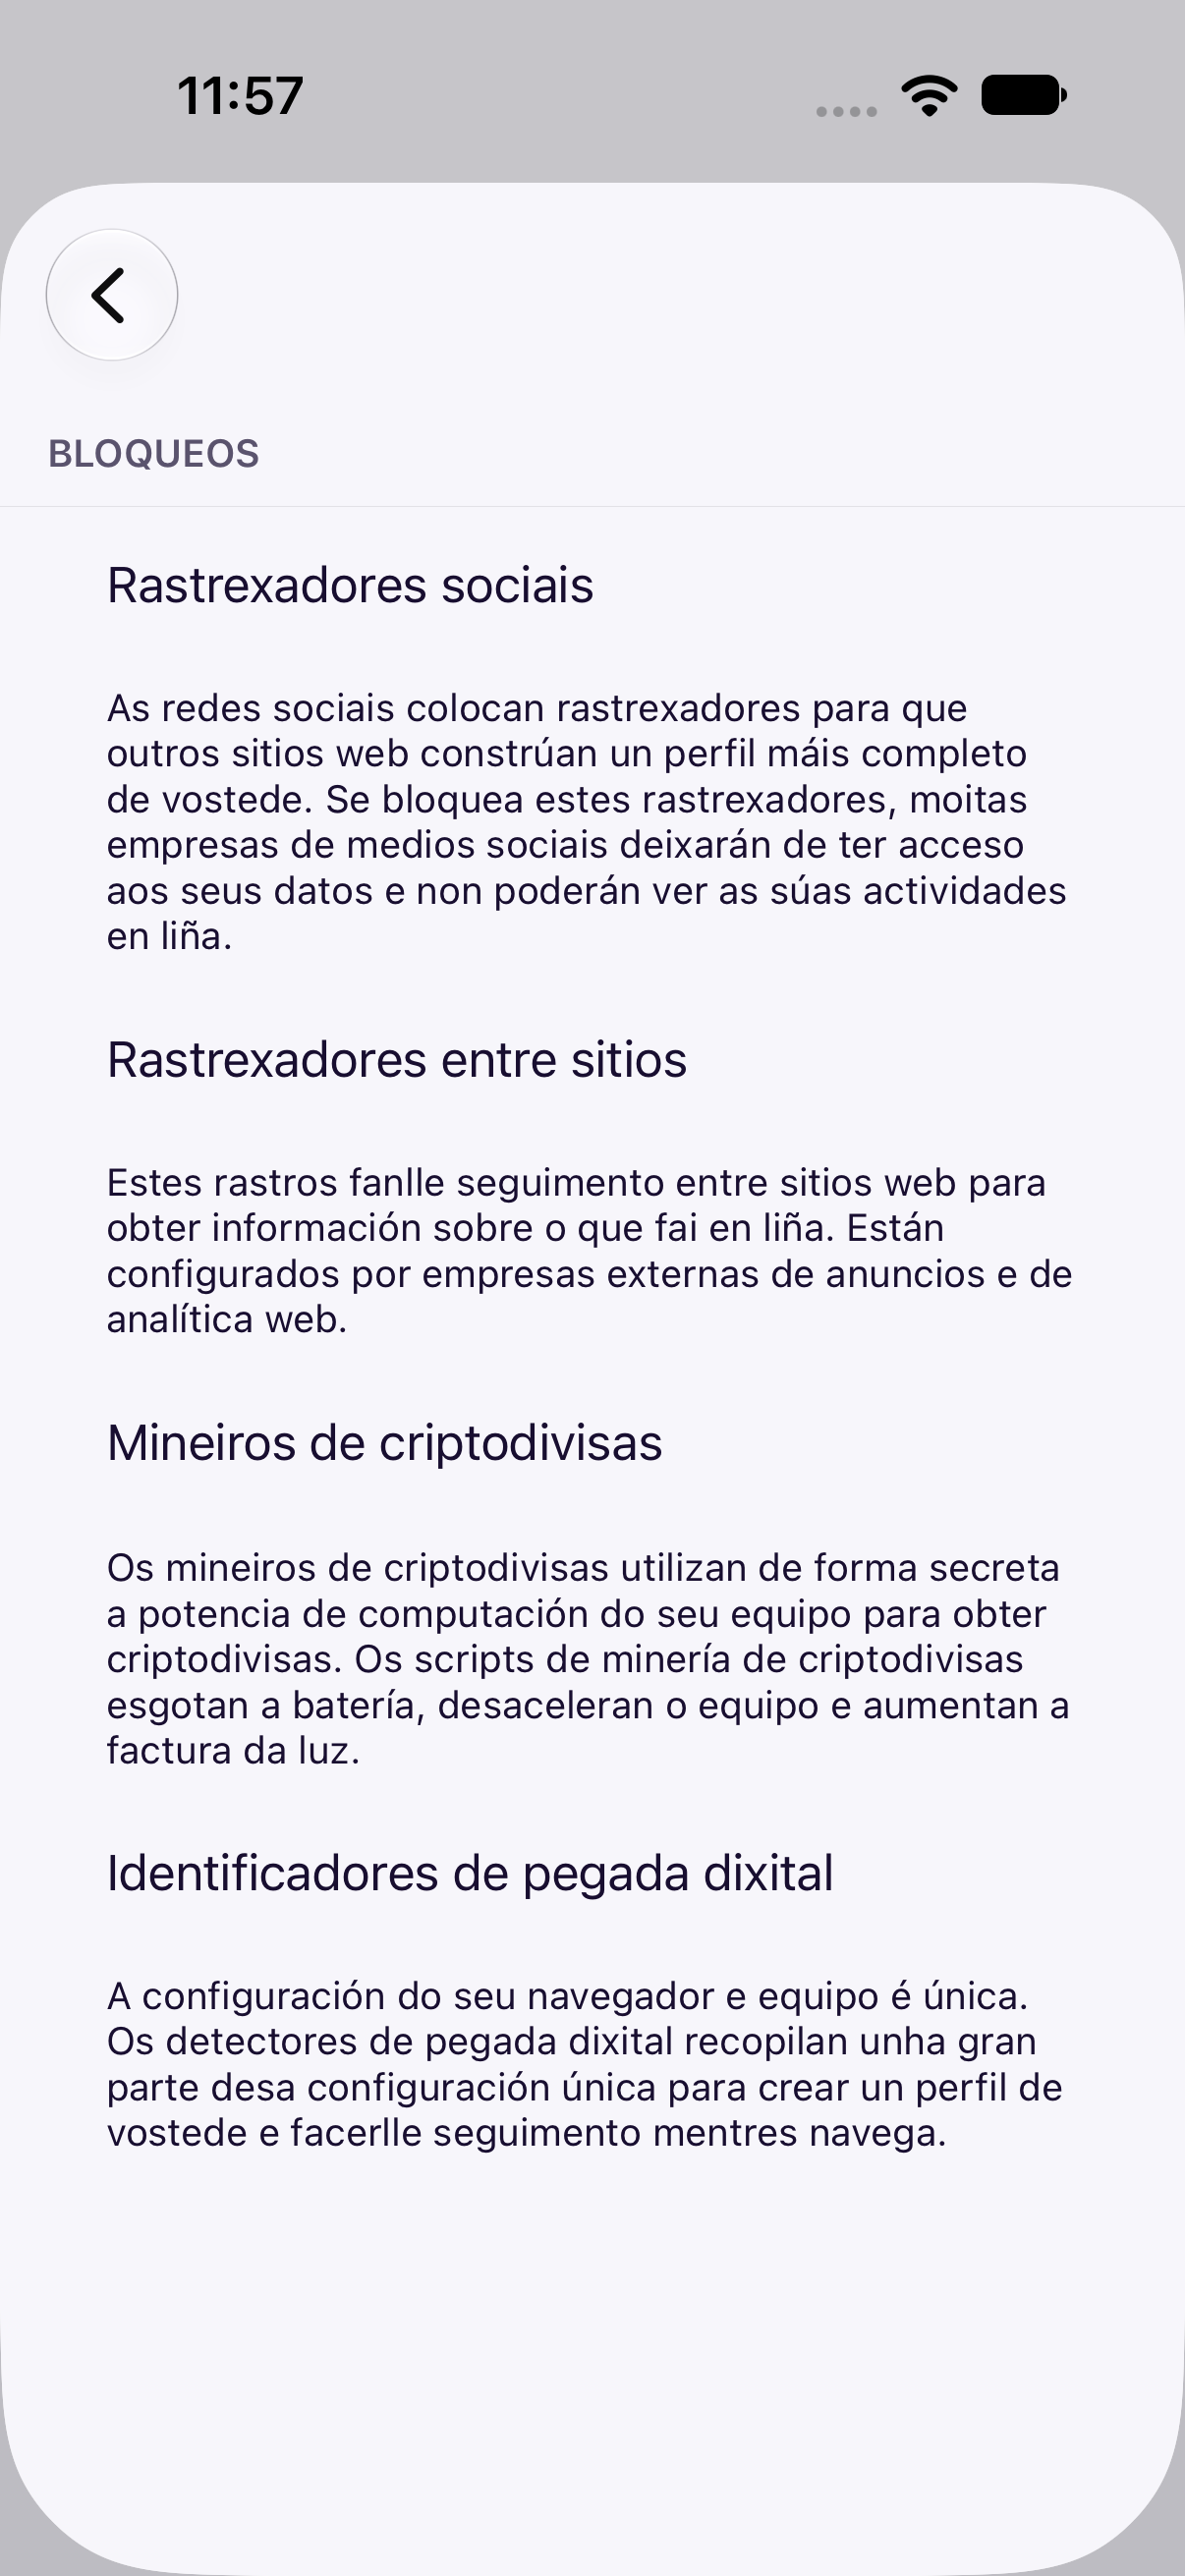 11:57
BLOQUEOS
Rastrexadores sociais
As redes sociais colocan rastrexadores para que
outros sitios web constrúan un perfil máis completo
de vostede. Se bloquea estes rastrexadores, moitas
empresas de medios sociais deixarán de ter acceso
aos seus datos e non poderán ver as súas actividades
en liña.
Rastrexadores entre sitios
Estes rastros fanlle seguimento entre sitios web para
obter información sobre o que fai en liña. Están
configurados por empresas externas de anuncios e de
analítica web.
Mineiros de criptodivisas
Os mineiros de criptodivisas utilizan de forma secreta
a potencia de computación do seu equipo para obter
criptodivisas. Os scripts de minería de criptodivisas
esgotan a batería, desaceleran o equipo e aumentan a
factura da luz.
Identificadores de pegada dixital
A configuración do seu navegador e equipo é única.
Os detectores de pegada dixital recopilan unha gran
parte desa configuración única para crear un perfil de
vostede e facerlle seguimento mentres navega.